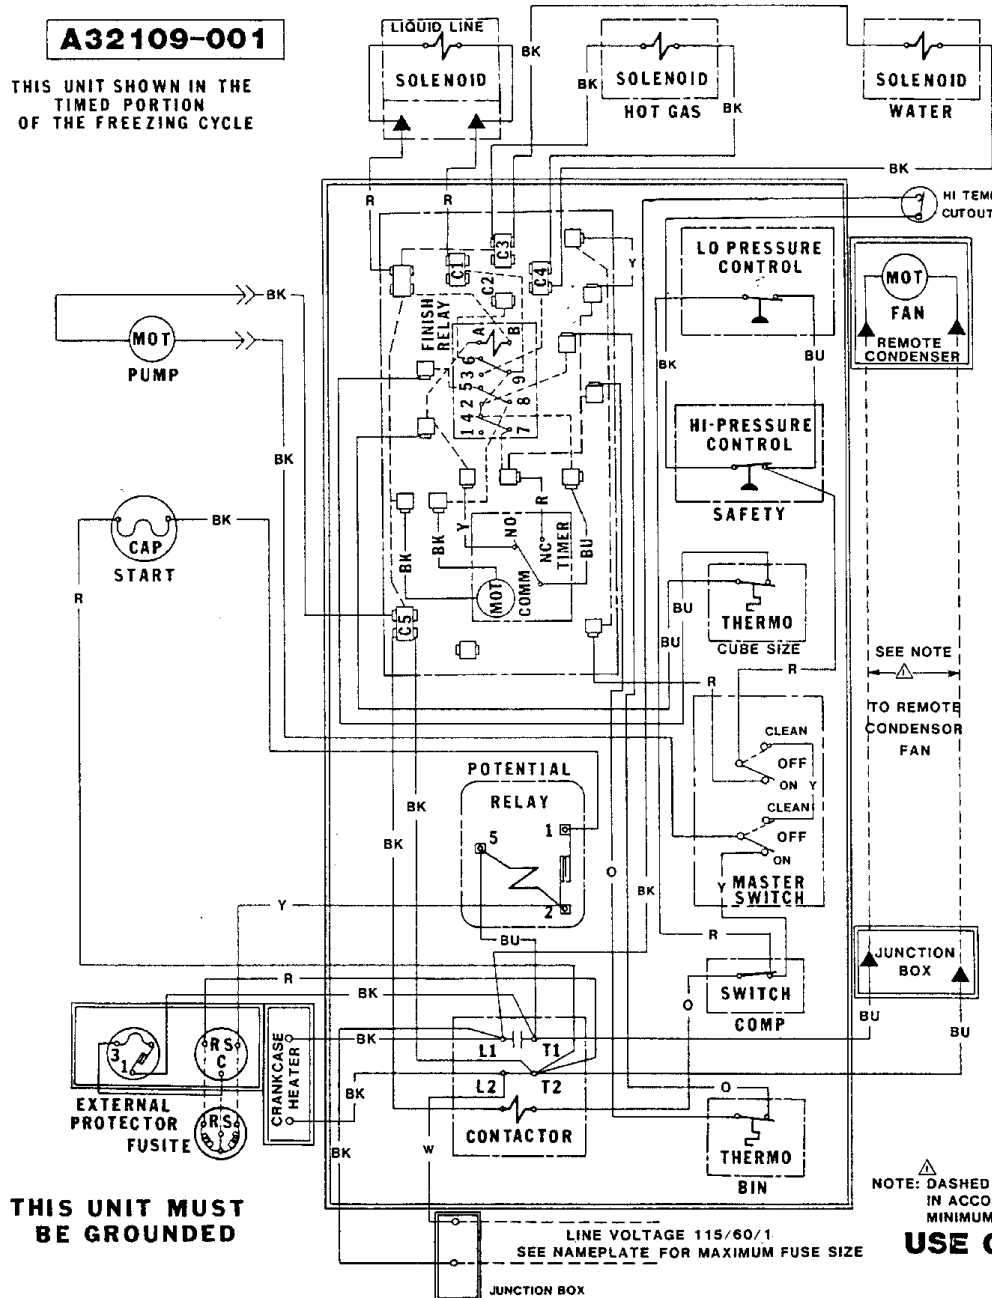 A32109-001
THIS UNIT SHOWN IN THE
TIMED PORTION
OF THE FREEZING CYCLE
LIQUID LINE
SOLENOID
BK
SOLENOID
HOT GAS
BK
BK
SOLENOID
WATER
BK
R
R
HI TEMP
CUTOUT
LO PRESSURE
CONTROL
MOT
FAN
REMOTE
CONDENSER
C1
C2
C3
C4
Y
BK
MOT
PUMP
FINISH
RELAY
A
B
6
3
5
2
4
1
9
8
7
BK
BU
HI-PRESSURE
CONTROL
SAFETY
BK
CAP
START
BK
R
BK
BK
Y
NO
R
NC
TIMER
BU
MOT
COMM
C5
THERMO
CUBE SIZE
BU
BU
R
R
SEE NOTE
1
TO REMOTE
CONDENSOR
FAN
CLEAN
OFF
ON
Y
CLEAN
OFF
ON
Y
MASTER
SWITCH
POTENTIAL
RELAY
5
1
2
BK
BK
O
BK
Y
BU
R
BK
R
O
SWITCH
COMP
JUNCTION
BOX
BU
BU
3
1
R S
C
R S
EXTERNAL
PROTECTOR
FUSITE
CRANKCASE
HEATER
BK
BK
L1
T1
L2
T2
CONTACTOR
O
THERMO
BIN
BK
W
THIS UNIT MUST
BE GROUNDED
LINE VOLTAGE 115/60/1
SEE NAMEPLATE FOR MAXIMUM FUSE SIZE
JUNCTION BOX
1
NOTE: DASHED
IN ACCO
MINIMUM
USE